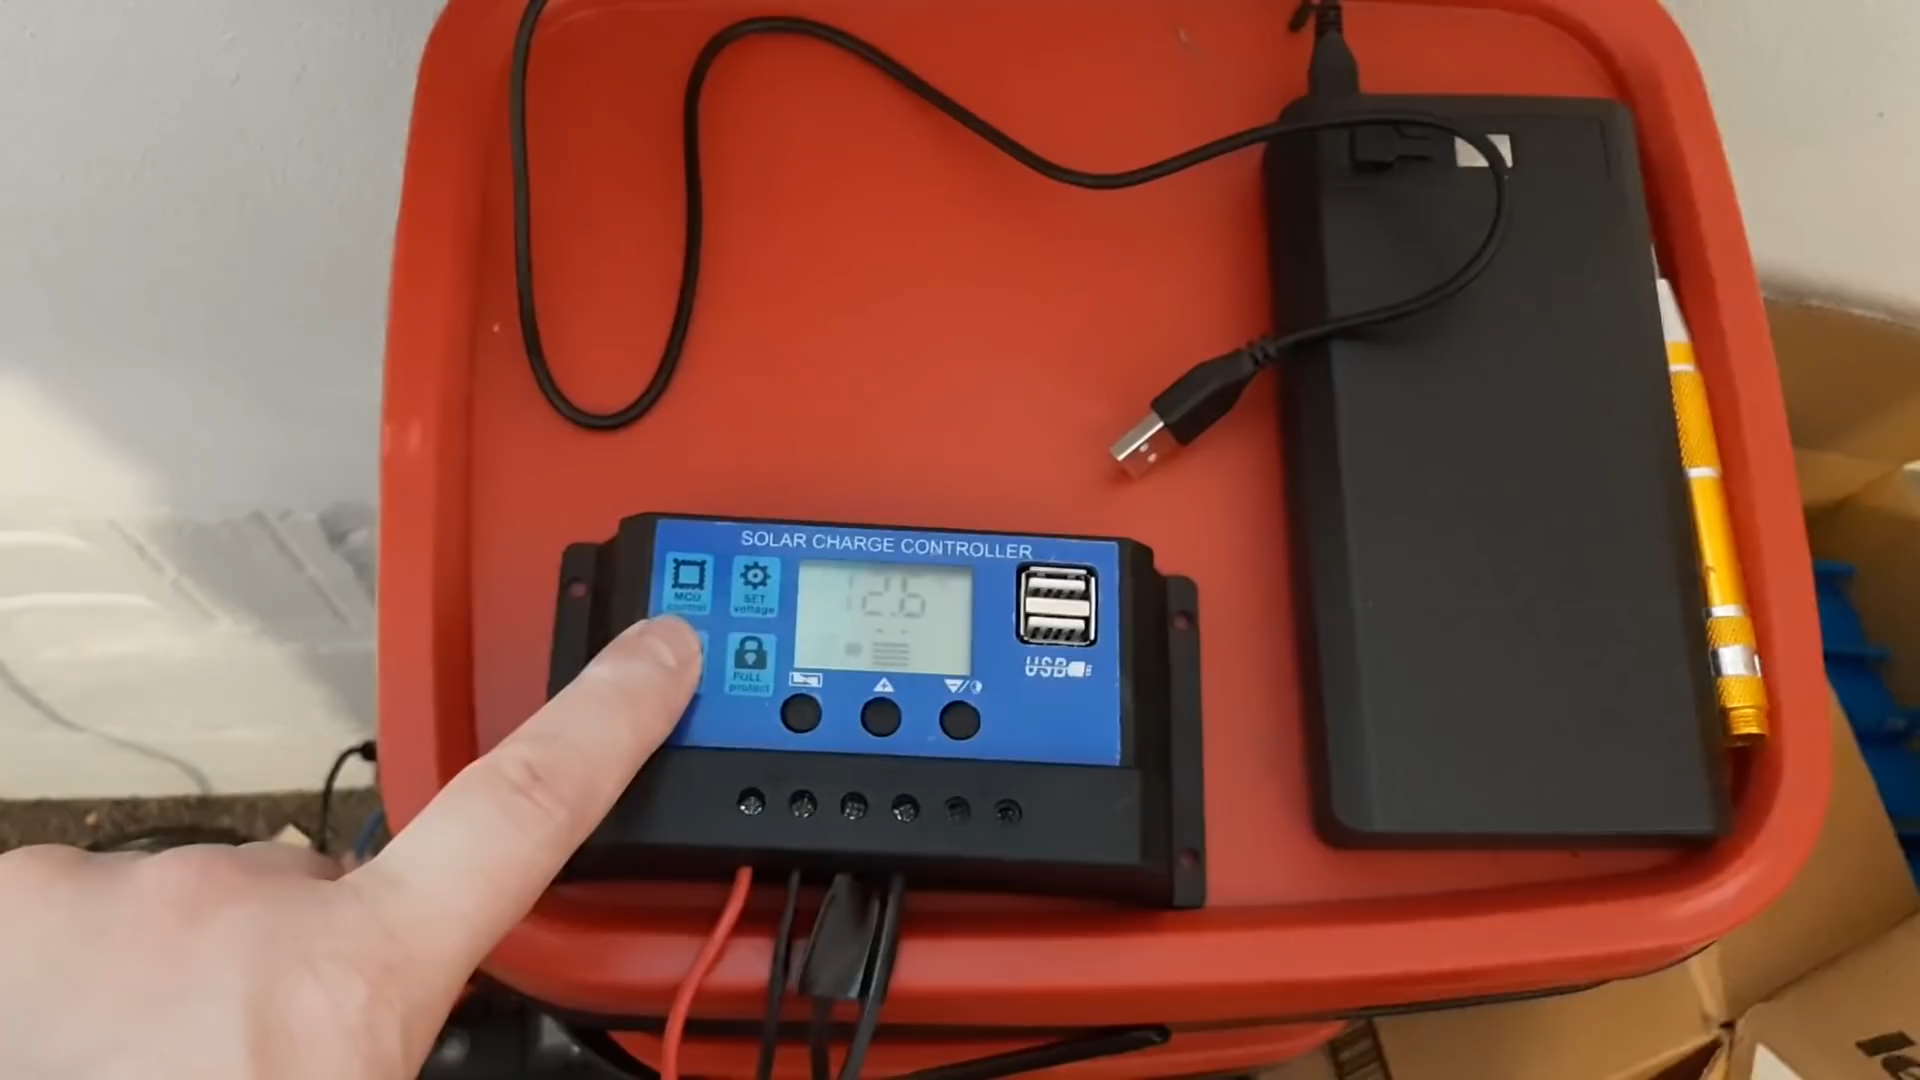 SOLAR CHARGE CONTROLLER
MCU
control
SET
voltage
12.6
FULL
protect
USB